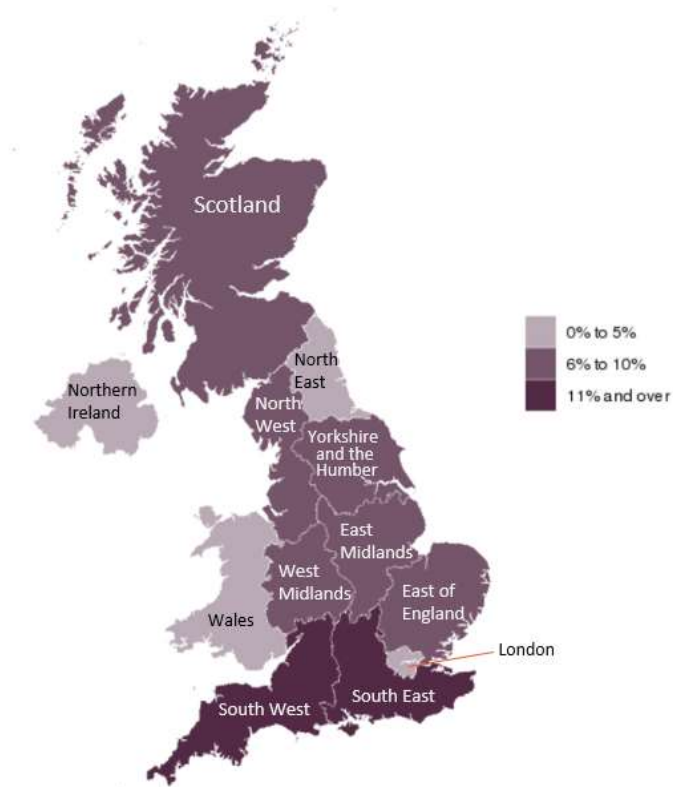 Scotland
North
East
Northern
Ireland
North
West
Yorkshire
and the
Humber
East
Midlands
West
Midlands
East of
England
Wales
London
South East
South West
0% to 5%
6% to 10%
11% and over